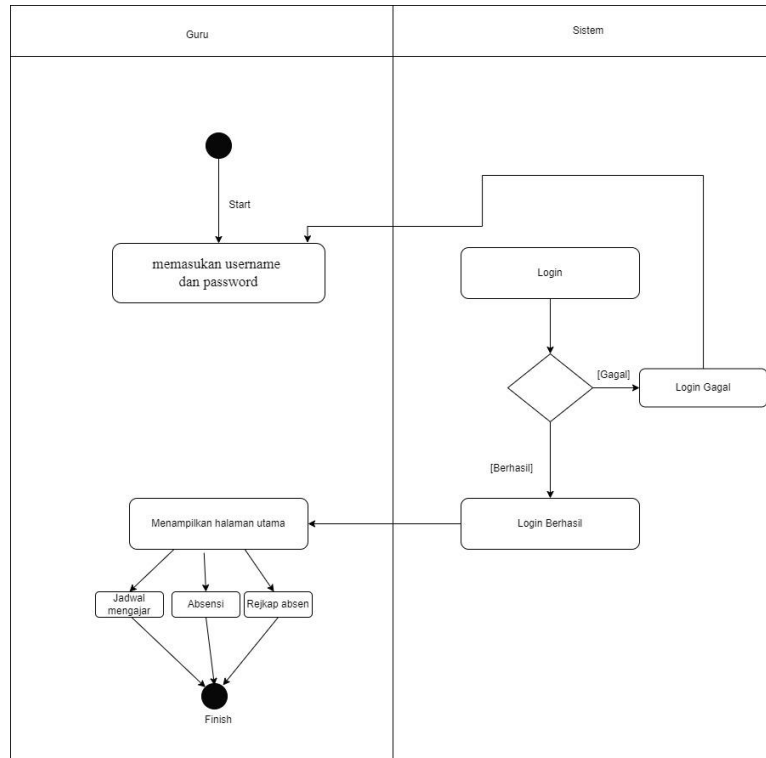 Guru
Sistem
Start
memasukan username
dan password
Login
[Gagal]
Login Gagal
[Berhasil]
Login Berhasil
Menampilkan halaman utama
Jadwal
mengajar
Absensi
Rejkap absen
Finish